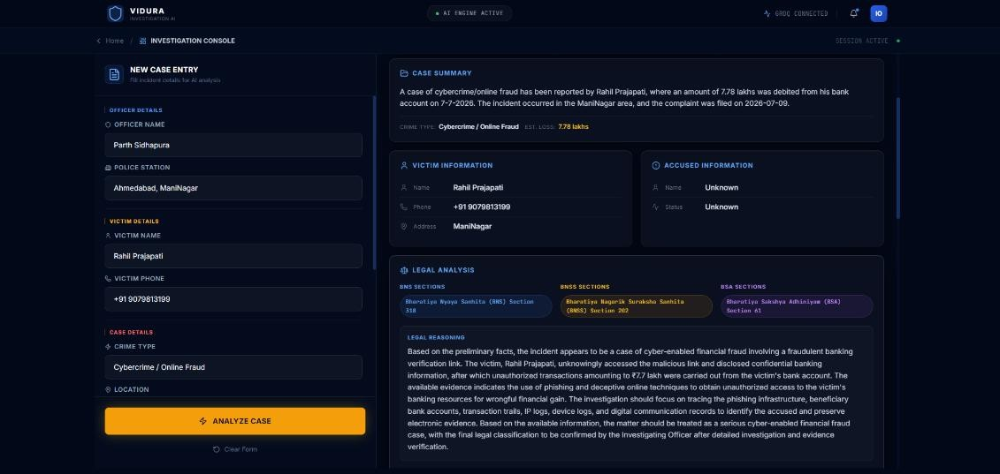 VIDURA
INVESTIGATION AI
AI ENGINE ACTIVE
GROQ CONNECTED
IO
Home / INVESTIGATION CONSOLE
SESSION ACTIVE
NEW CASE ENTRY
Fill incident details for AI analysis
OFFICER DETAILS
OFFICER NAME
Parth Sidhapura
POLICE STATION
Ahmedabad, ManiNagar
VICTIM DETAILS
VICTIM NAME
Rahil Prajapati
VICTIM PHONE
+91 9079813199
CASE DETAILS
CRIME TYPE
Cybercrime / Online Fraud
LOCATION
ANALYZE CASE
Clear Form
CASE SUMMARY
A case of cybercrime/online fraud has been reported by Rahil Prajapati, where an amount of 7.78 lakhs was debited from his bank
account on 7-7-2026. The incident occurred in the ManiNagar area, and the complaint was filed on 2026-07-09.
CRIME TYPE: Cybercrime / Online Fraud EST. LOSS: 7.78 lakhs
VICTIM INFORMATION
Name Rahil Prajapati
Phone +91 9079813199
Address ManiNagar
ACCUSED INFORMATION
Name Unknown
Status Unknown
LEGAL ANALYSIS
BNS SECTIONS
Bharatiya Nyaya Sanhita (BNS) Section
318
BNSS SECTIONS
Bharatiya Nagarik Suraksha Sanhita
(BNSS) Section 202
BSA SECTIONS
Bharatiya Sakshya Adhiniyam (BSA)
Section 61
LEGAL REASONING
Based on the preliminary facts, the incident appears to be a case of cyber-enabled financial fraud involving a fraudulent banking
verification link. The victim, Rahil Prajapati, unknowingly accessed the malicious link and disclosed confidential banking
information, after which unauthorized transactions amounting to ₹7.7 lakh were carried out from the victim's bank account. The
available evidence indicates the use of phishing and deceptive online techniques to obtain unauthorized access to the victim's
banking resources for wrongful financial gain. The investigation should focus on tracing the phishing infrastructure, beneficiary
bank accounts, transaction trails, IP logs, device logs, and digital communication records to identify the accused and preserve
electronic evidence. Based on the available information, the matter should be treated as a serious cyber-enabled financial fraud
case, with the final legal classification to be confirmed by the Investigating Officer after detailed investigation and evidence
verification.